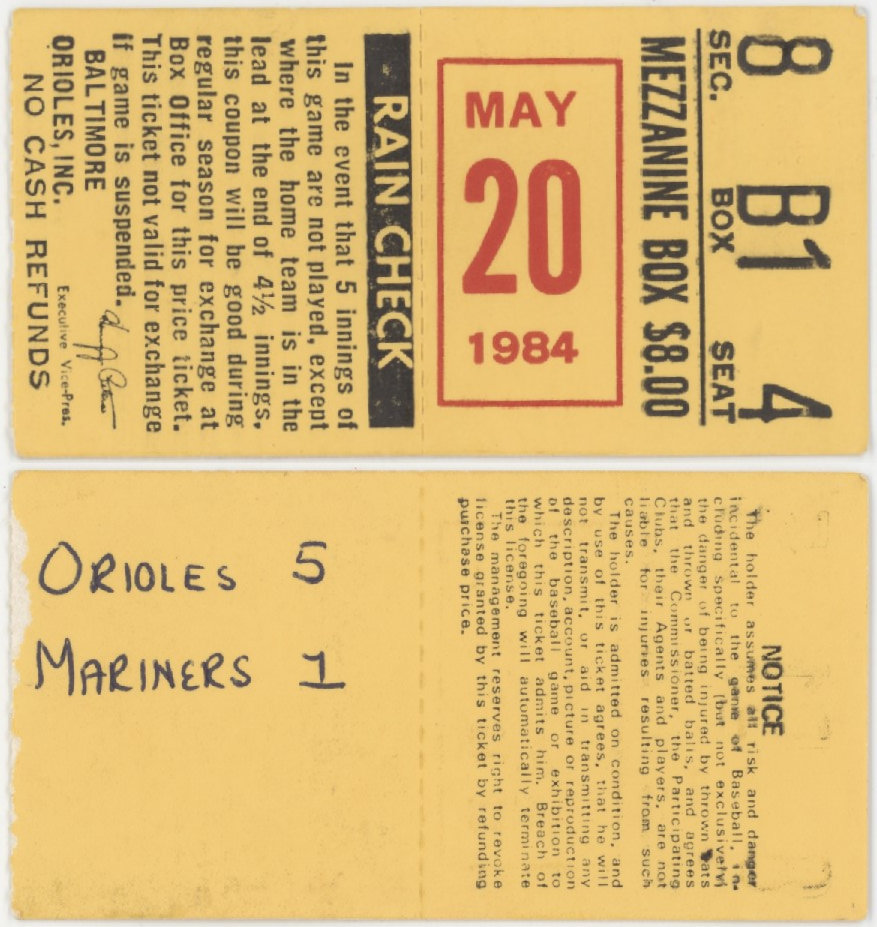 8 B1 4
SEC. BOX SEAT
MEZZANINE BOX $8.00
MAY
20
1984
RAIN CHECK
In the event that 5 innings of
this game are not played, except
where the home team is in the
lead at the end of 4½ innings,
this coupon will be good during
regular season for exchange at
Box Office for this price ticket.
This ticket not valid for exchange
if game is suspended.
BALTIMORE
ORIOLES, INC.
Executive Vice-Pres.
NO CASH REFUNDS
ORIOLES 5
MARINERS 1
NOTICE
The holder assumes all risk and danger
incidental to the game of Baseball, in-
cluding specifically (but not exclusively)
the danger of being injured by thrown bats
and thrown or batted balls, and agrees
that the Commissioner, the Participating
Clubs, their Agents and players, are not
liable for injuries resulting from such
causes.
The holder is admitted on condition, and
by use of this ticket agrees, that he will
not transmit, or aid in transmitting any
description, account, picture or reproduction
of the baseball game or exhibition to
which this ticket admits him. Breach of
the foregoing will automatically terminate
this license.
The management reserves right to revoke
license granted by this ticket by refunding
purchase price.